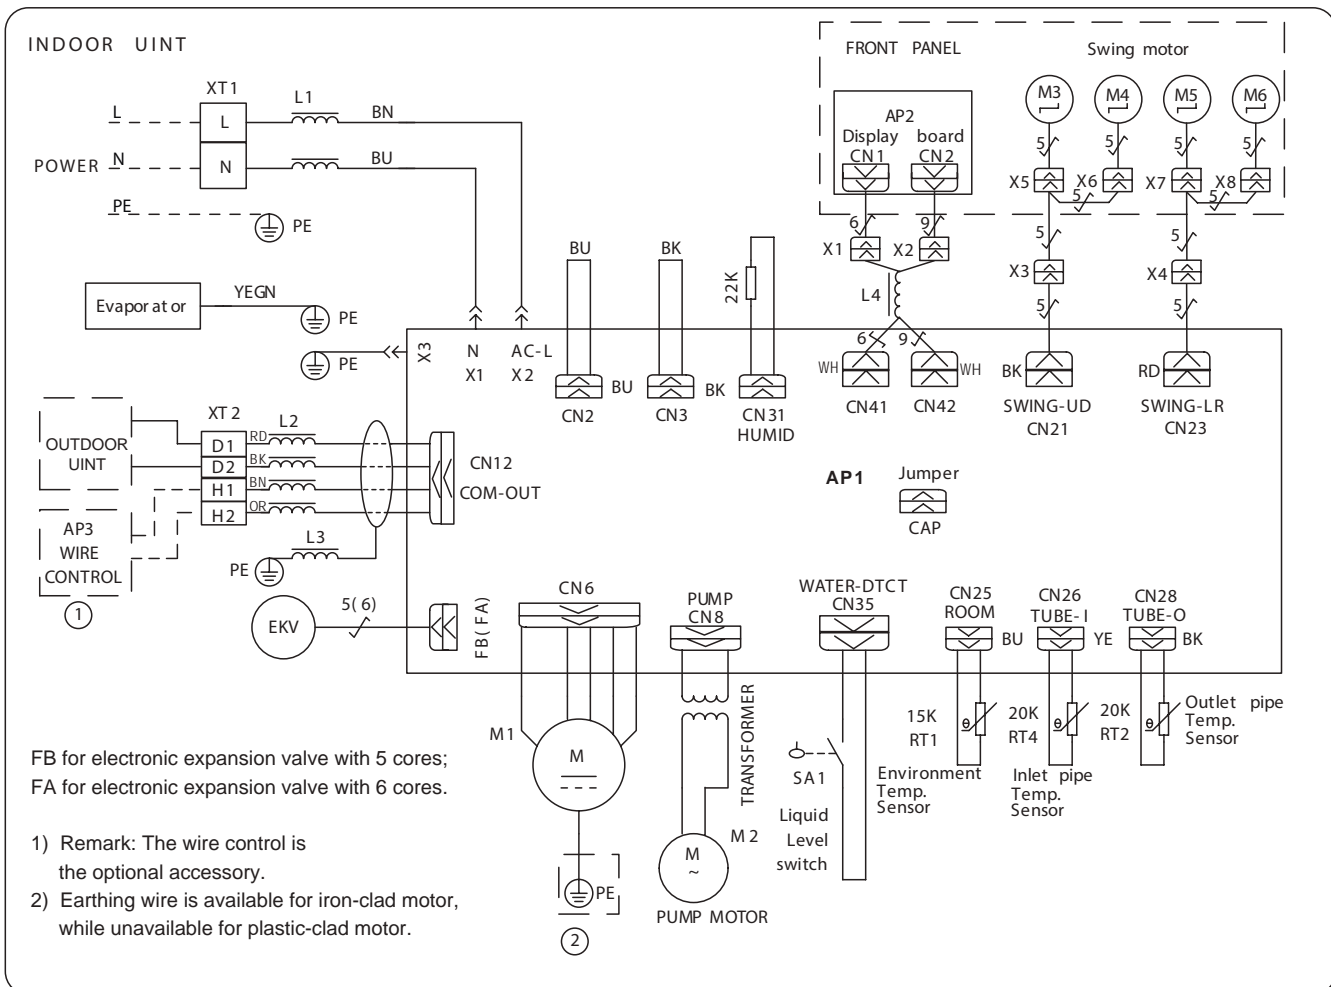 INDOOR UINT
FRONT PANEL
Swing motor
XT1
L1
BN
L
L
POWER
N
N
BU
PE
PE
AP2
Display board
CN1
CN2
M3
M4
M5
M6
5
5
5
5
X5
X6
X7
X8
5
5
6
9
X1
X2
5
5
X3
X4
L4
5
5
6
9
BU
BK
22K
Evaporator
YEGN
PE
PE
X3
N
X1
AC-L
X2
BU
CN2
BK
CN3
CN31
HUMID
WH
CN41
WH
CN42
BK
SWING-UD
CN21
RD
SWING-LR
CN23
OUTDOOR
UINT
XT2
L2
D1
RD
D2
BK
H1
BN
H2
OR
CN12
COM-OUT
AP1
Jumper
CAP
AP3
WIRE
CONTROL
1
L3
PE
EKV
5(6)
FB(FA)
CN6
PUMP
CN8
WATER-DTCT
CN35
CN25
ROOM
BU
CN26
TUBE-I
YE
CN28
TUBE-O
BK
M1
M
TRANSFORMER
SA1
Liquid
Level
switch
15K
RT1
θ
Environment
Temp.
Sensor
20K
RT4
θ
Inlet pipe
Temp.
Sensor
20K
RT2
θ
Outlet pipe
Temp.
Sensor
M2
M
~
PUMP MOTOR
PE
2
FB for electronic expansion valve with 5 cores;
FA for electronic expansion valve with 6 cores.
1) Remark: The wire control is
the optional accessory.
2) Earthing wire is available for iron-clad motor,
while unavailable for plastic-clad motor.